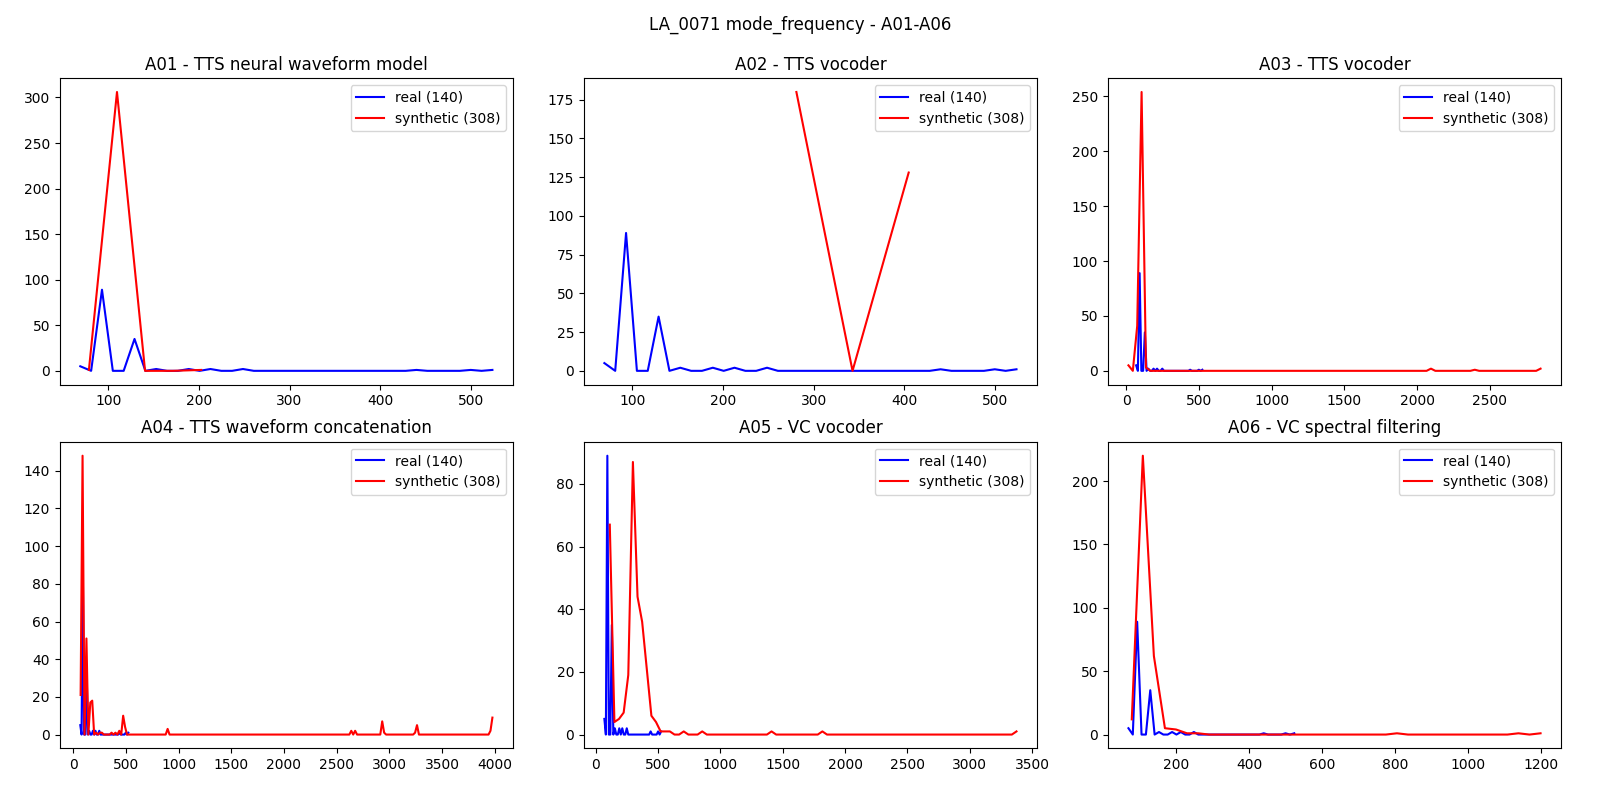 LA_0071 mode_frequency - A01-A06
A01 - TTS neural waveform model
real (140)
synthetic (308)
300
250
200
150
100
50
0
100 200 300 400 500
A02 - TTS vocoder
real (140)
synthetic (308)
175
150
125
100
75
50
25
0
100 200 300 400 500
A03 - TTS vocoder
real (140)
synthetic (308)
250
200
150
100
50
0
0 500 1000 1500 2000 2500
A04 - TTS waveform concatenation
real (140)
synthetic (308)
140
120
100
80
60
40
20
0
0 500 1000 1500 2000 2500 3000 3500 4000
A05 - VC vocoder
real (140)
synthetic (308)
80
60
40
20
0
0 500 1000 1500 2000 2500 3000 3500
A06 - VC spectral filtering
real (140)
synthetic (308)
200
150
100
50
0
200 400 600 800 1000 1200